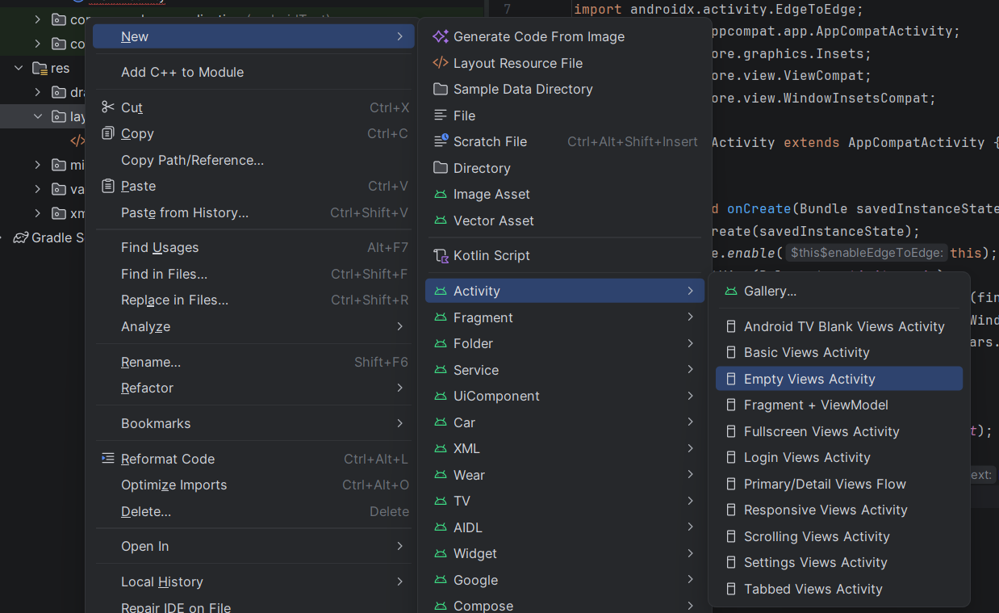 res
Gradle S
New
Add C++ to Module
Cut Ctrl+X
Copy Ctrl+C
Copy Path/Reference...
Paste Ctrl+V
Paste from History... Ctrl+Shift+V
Find Usages Alt+F7
Find in Files... Ctrl+Shift+F
Replace in Files... Ctrl+Shift+R
Analyze
Rename... Shift+F6
Refactor
Bookmarks
Reformat Code Ctrl+Alt+L
Optimize Imports Ctrl+Alt+O
Delete... Delete
Open In
Local History
Repair IDE on File
Generate Code From Image
Layout Resource File
Sample Data Directory
File
Scratch File Ctrl+Alt+Shift+Insert
Directory
Image Asset
Vector Asset
Kotlin Script
Activity
Fragment
Folder
Service
UiComponent
Car
XML
Wear
TV
AIDL
Widget
Google
Compose
Gallery...
Android TV Blank Views Activity
Basic Views Activity
Empty Views Activity
Fragment + ViewModel
Fullscreen Views Activity
Login Views Activity
Primary/Detail Views Flow
Responsive Views Activity
Scrolling Views Activity
Settings Views Activity
Tabbed Views Activity
7 import androidx.activity.EdgeToEdge;
ppcompat.app.AppCompatActivity;
ore.graphics.Insets;
ore.view.ViewCompat;
ore.view.WindowInsetsCompat;
Activity extends AppCompatActivity {
d onCreate(Bundle savedInstanceState
reate(savedInstanceState);
e.enable( $this$enableEdgeToEdge: this);
(fin
Wind
ars.
t);
ext: